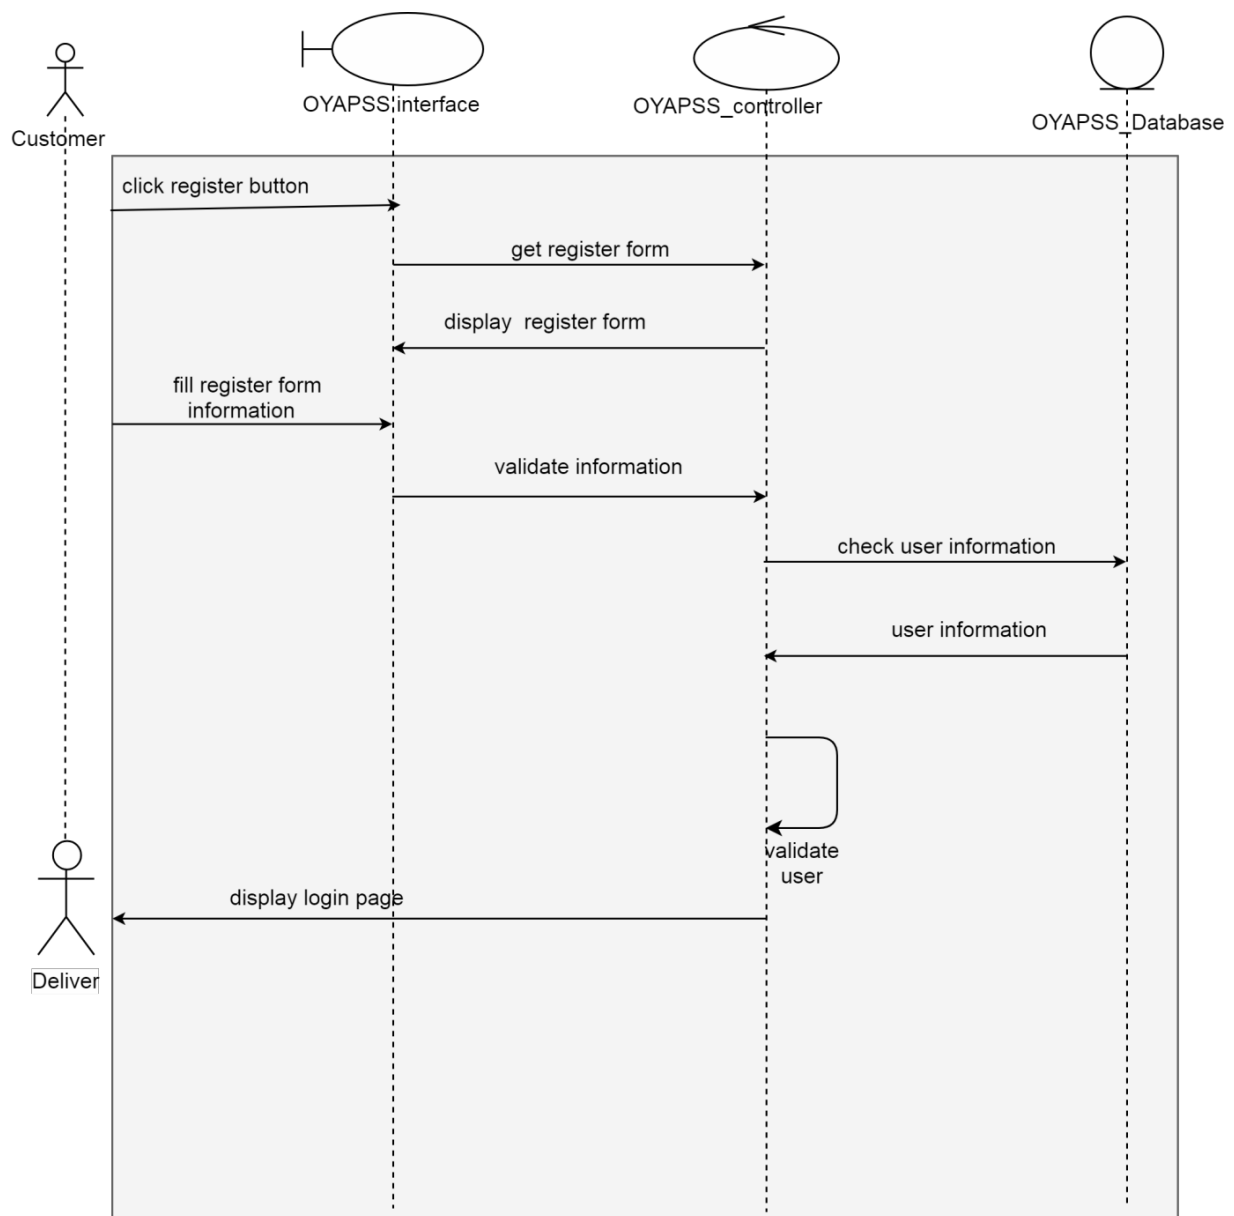 OYAPSS interface
OYAPSS_controller
OYAPSS_Database
Customer
click register button
get register form
display register form
fill register form
information
validate information
check user information
user information
validate
user
display login page
Deliver